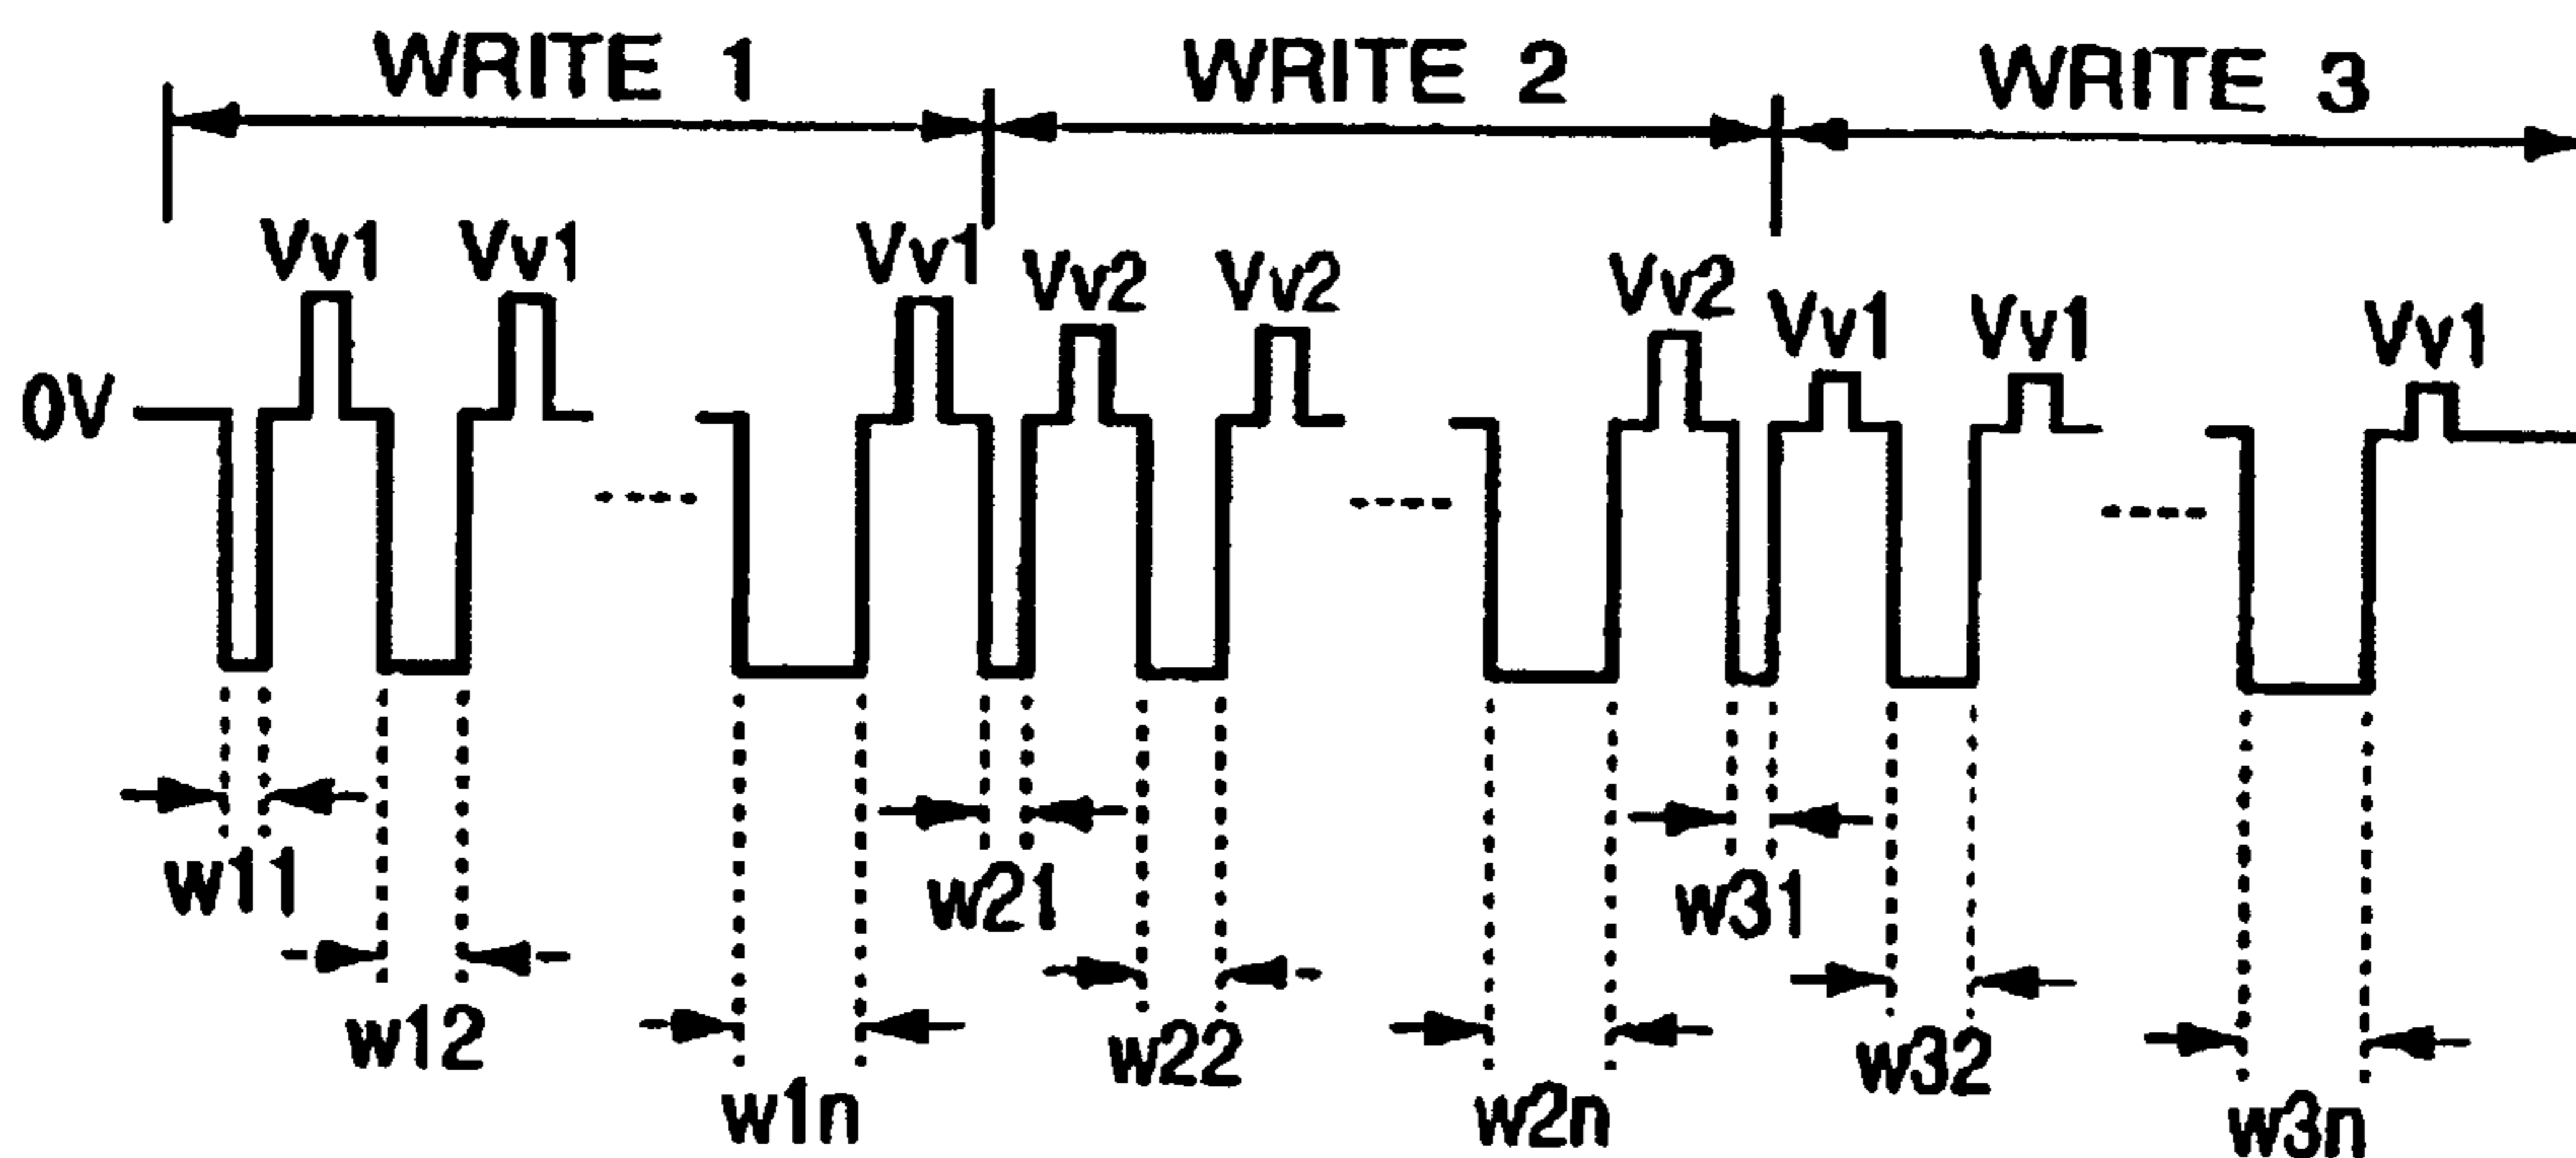 WRITE 1 WRITE 2 WRITE 3
Vv1 Vv1 Vv1 Vv2 Vv2 Vv2 Vv1 Vv1 Vv1
0V
w11 w21 w31
w12 w22 w32
w1n w2n w3n